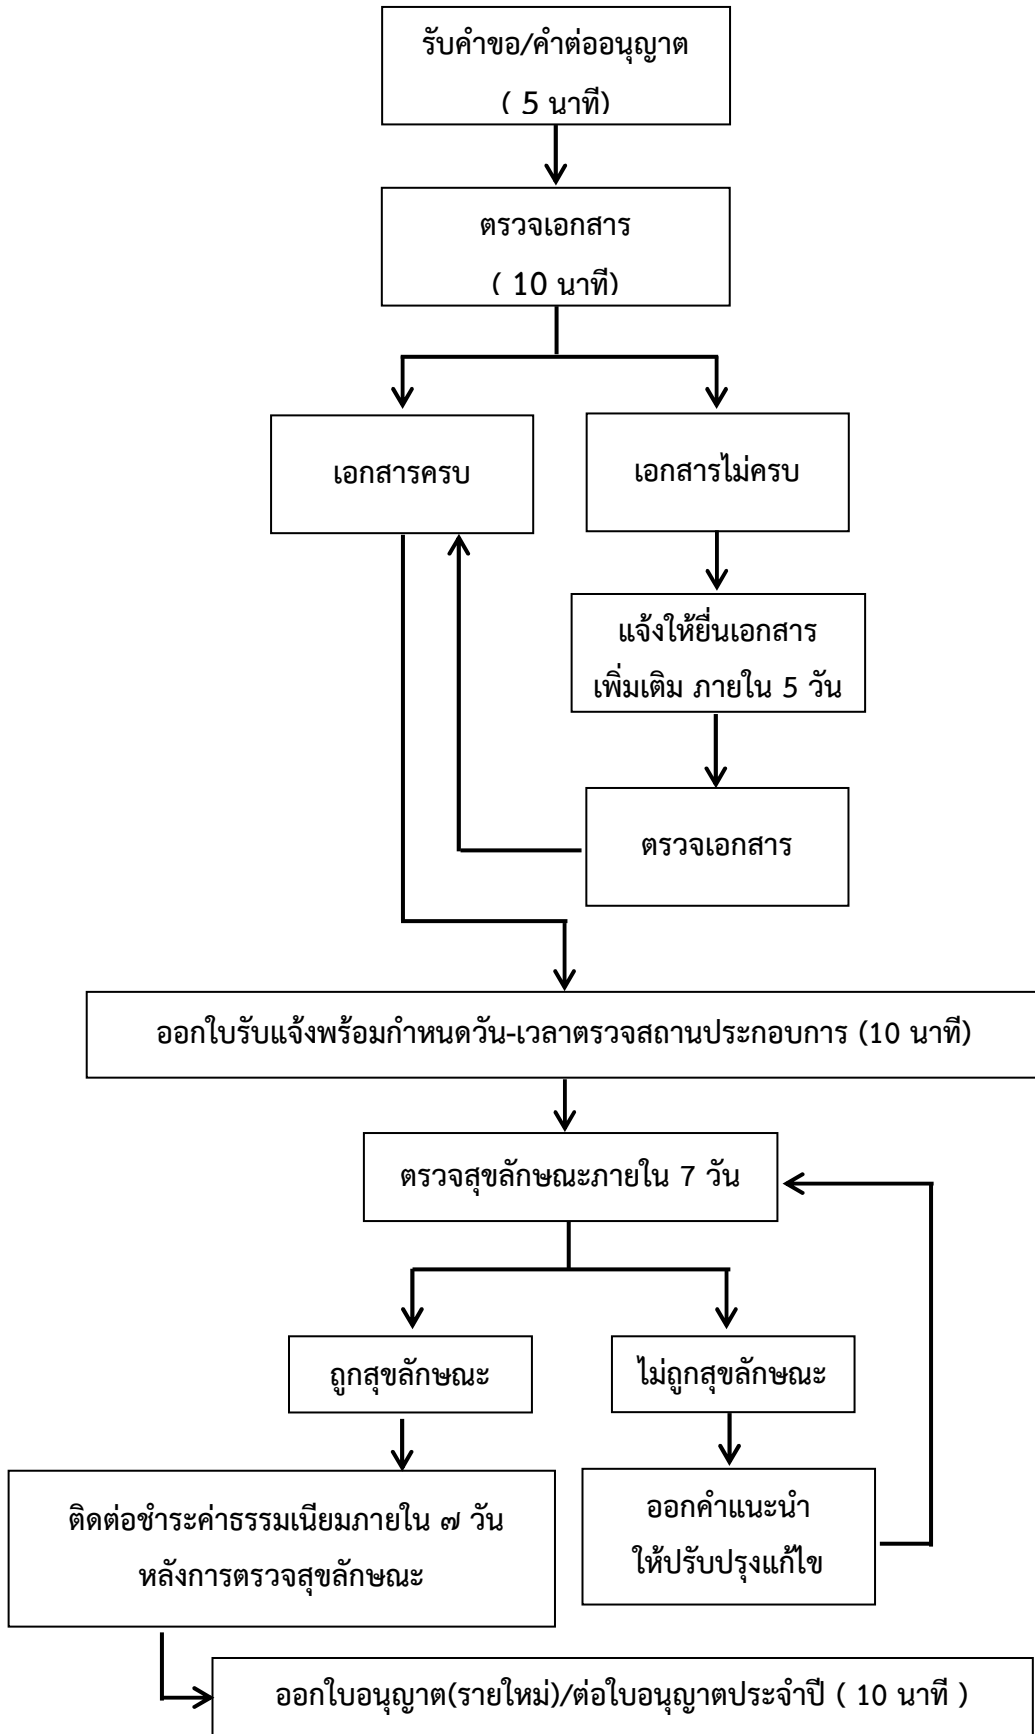 รับคำขอ/คำต่ออนุญาต
( 5 นาที)
ตรวจเอกสาร
( 10 นาที)
เอกสารครบ
เอกสารไม่ครบ
แจ้งให้ยื่นเอกสาร
เพิ่มเติม ภายใน 5 วัน
ตรวจเอกสาร
ออกใบรับแจ้งพร้อมกำหนดวัน-เวลาตรวจสถานประกอบการ (10 นาที)
ตรวจสุขลักษณะภายใน 7 วัน
ถูกสุขลักษณะ
ไม่ถูกสุขลักษณะ
ติดต่อชำระค่าธรรมเนียมภายใน ๗ วัน
หลังการตรวจสุขลักษณะ
ออกคำแนะนำ
ให้ปรับปรุงแก้ไข
ออกใบอนุญาต(รายใหม่)/ต่อใบอนุญาตประจำปี ( 10 นาที )